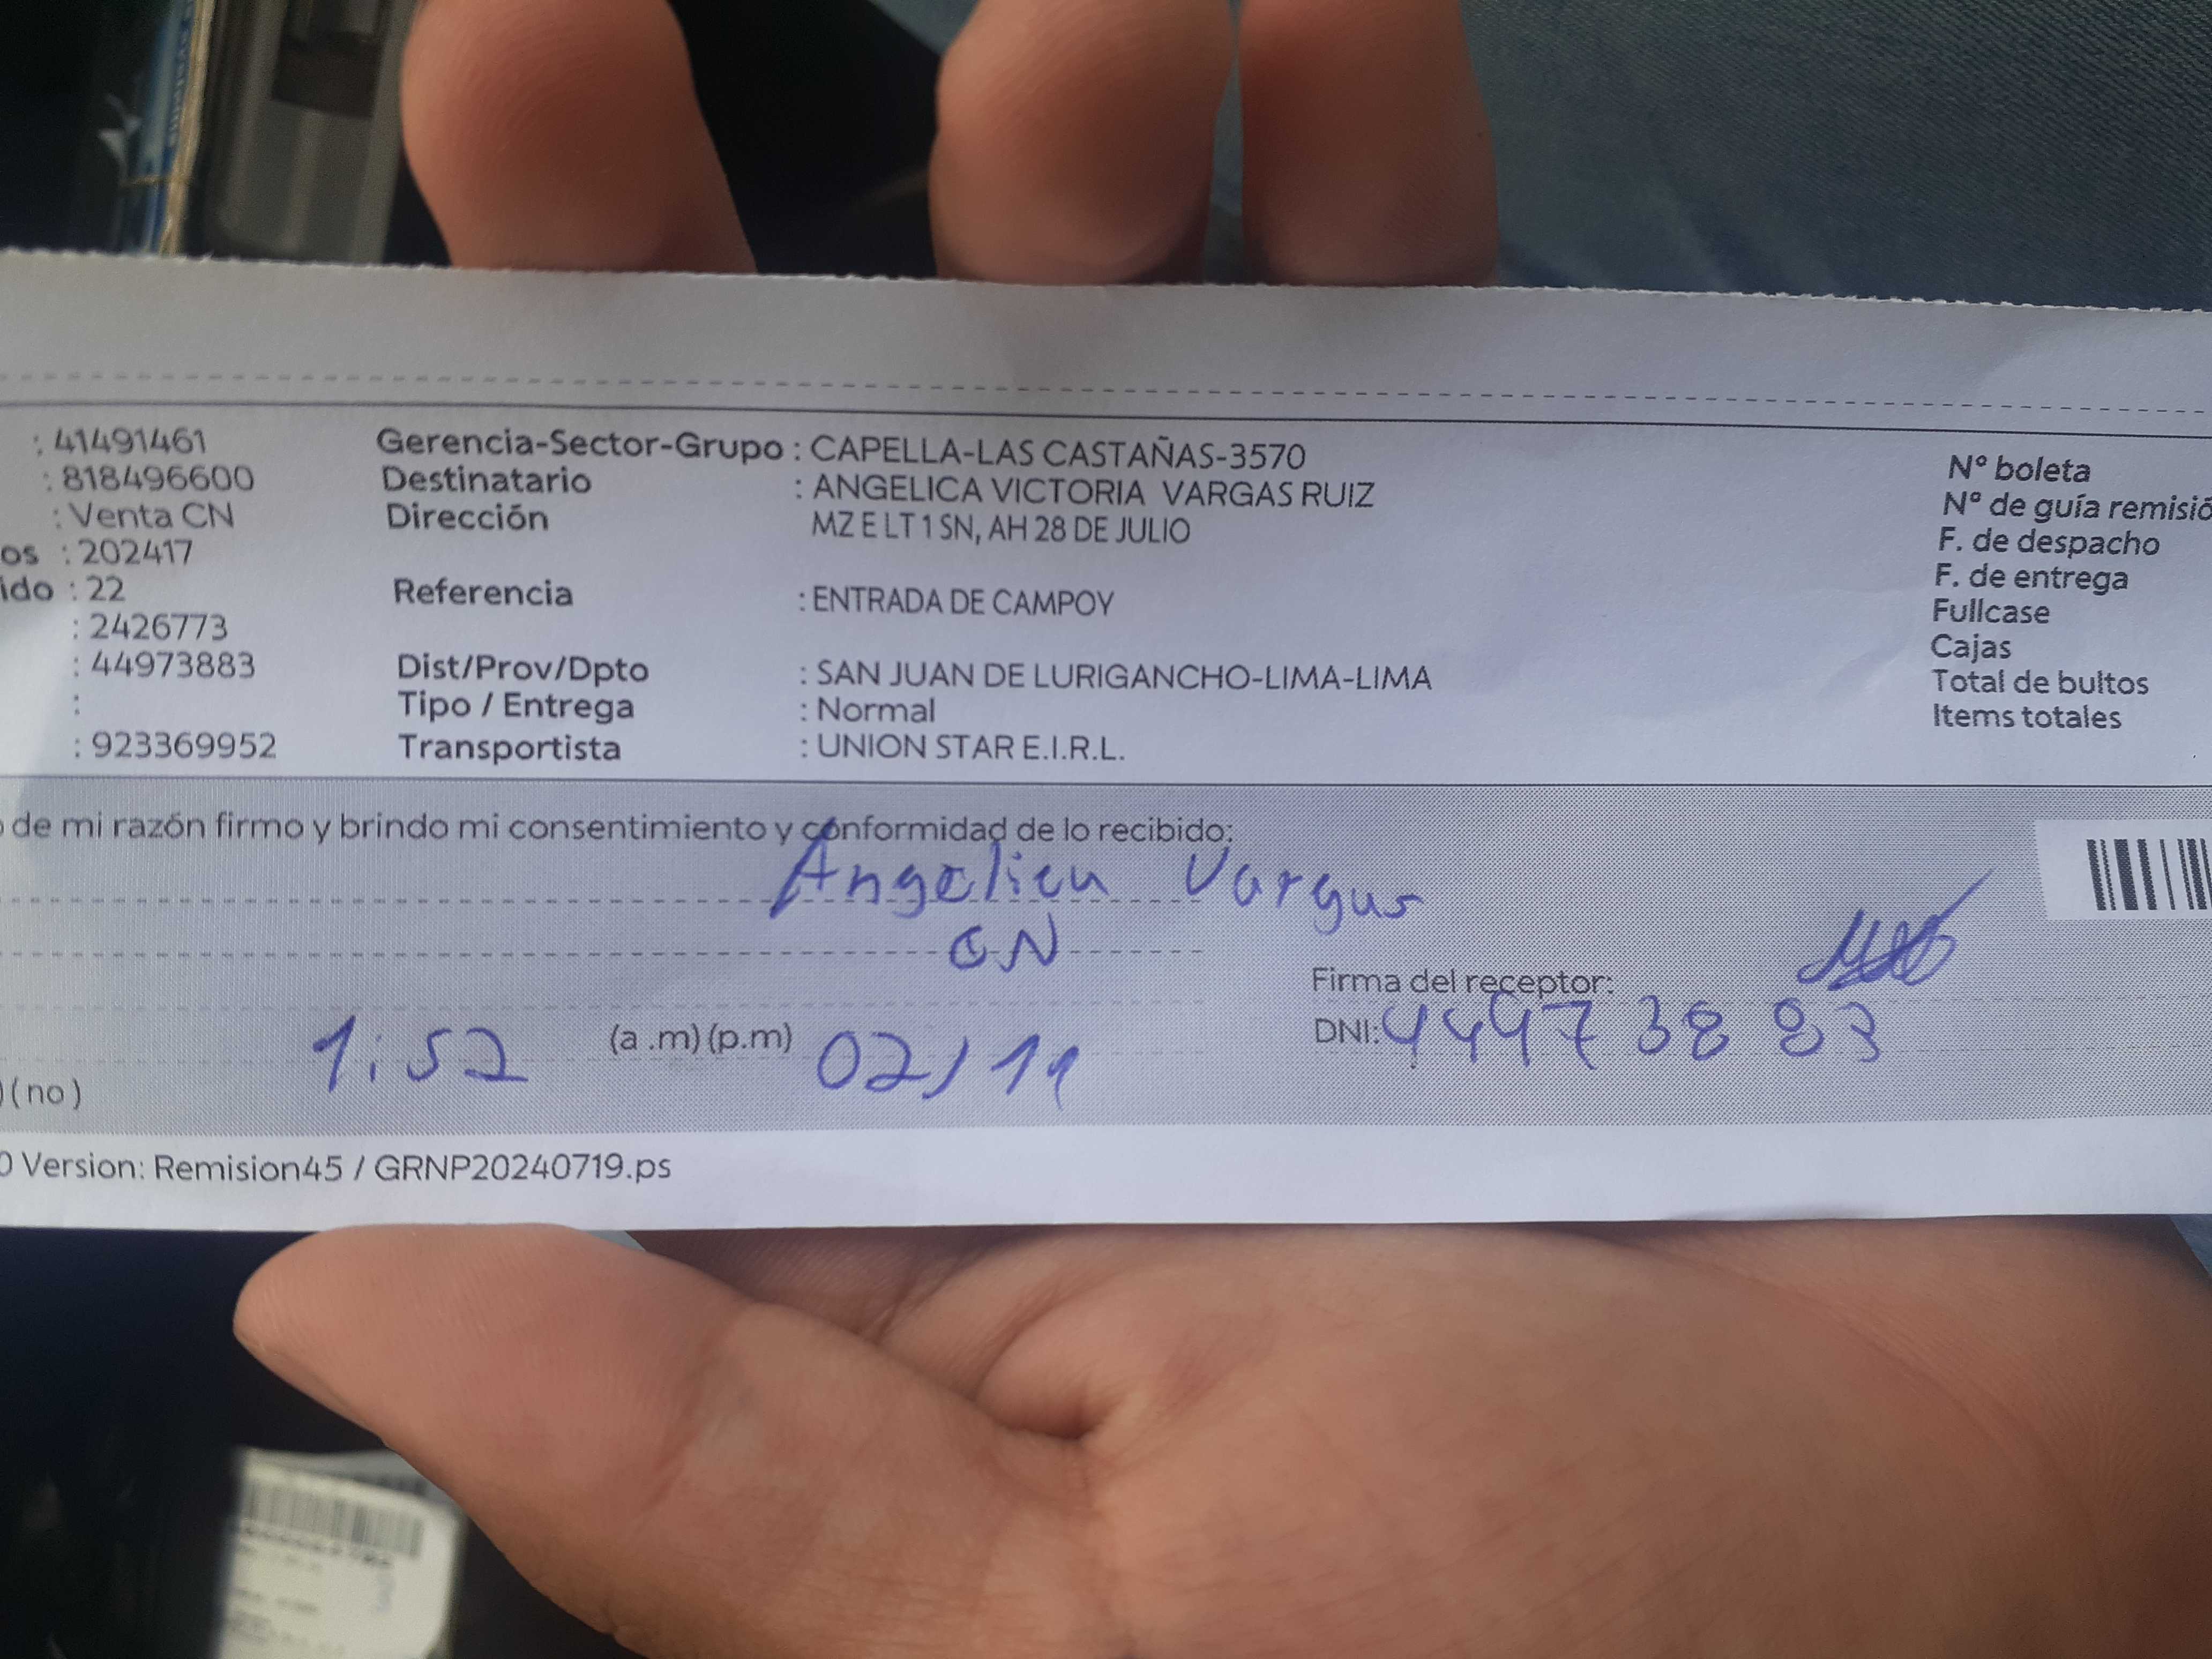 : 41491461 Gerencia-Sector-Grupo : CAPELLA-LAS CASTAÑAS-3570
: 818496600 Destinatario : ANGELICA VICTORIA VARGAS RUIZ
: Venta CN Dirección MZ E LT 1 SN, AH 28 DE JULIO
os : 202417
ido : 22 Referencia : ENTRADA DE CAMPOY
: 2426773
: 44973883 Dist/Prov/Dpto : SAN JUAN DE LURIGANCHO-LIMA-LIMA
: Tipo / Entrega : Normal
: 923369952 Transportista : UNION STAR E.I.R.L.
N° boleta
N° de guía remisió
F. de despacho
F. de entrega
Fullcase
Cajas
Total de bultos
Items totales
de mi razón firmo y brindo mi consentimiento y conformidad de lo recibido:
Angelica Vargas
CN
Firma del receptor:
1:52 (a .m) (p.m) 02/11 DNI: 44973883
) ( no )
0 Version: Remision45 / GRNP20240719.ps